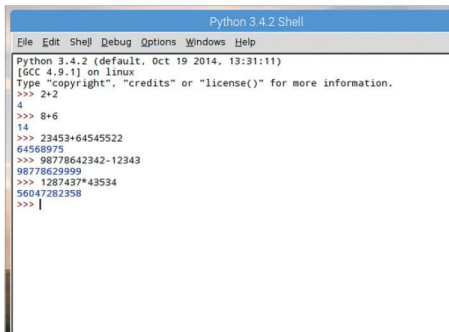 Python 3.4.2 Shell
File Edit Shell Debug Options Windows Help
Python 3.4.2 (default, Oct 19 2014, 13:31:11)
[GCC 4.9.1] on linux
Type "copyright", "credits" or "license()" for more information.
>>> 2+2
4
>>> 8+6
14
>>> 23453+64545522
64568975
>>> 98778642342-12343
98778629999
>>> 1287437*43534
56047282358
>>>